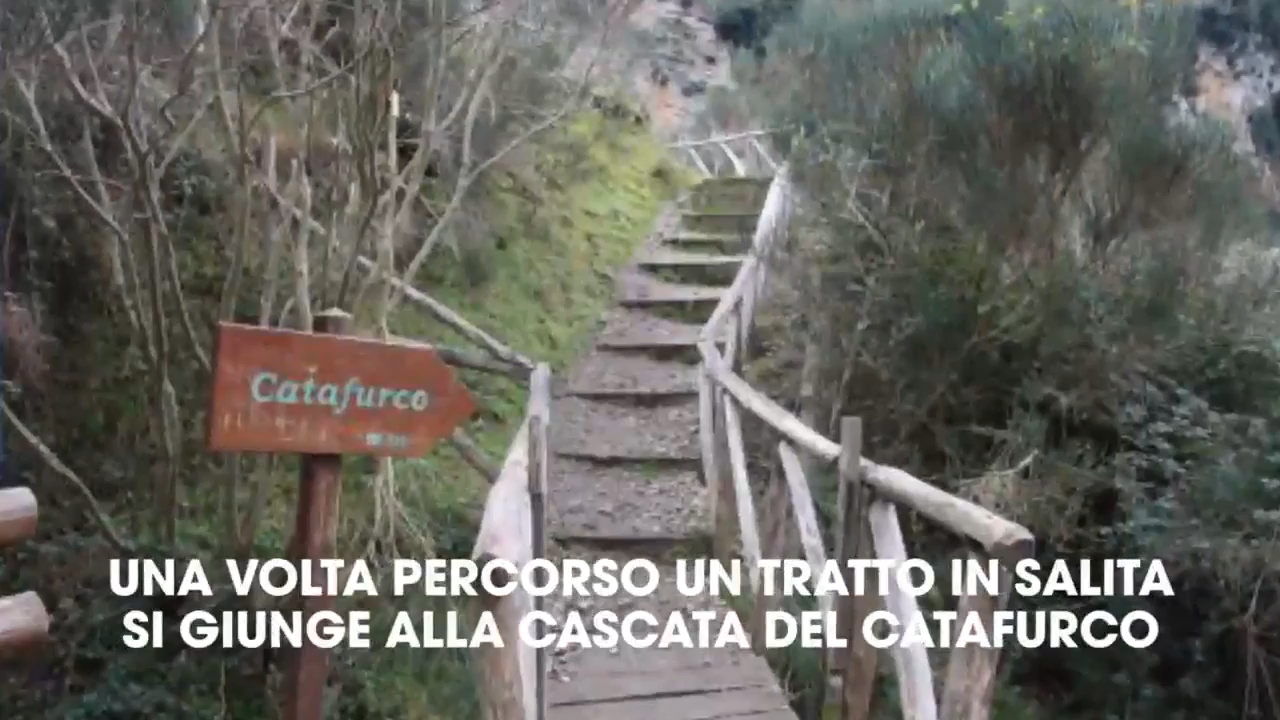 Catafurco
UNA VOLTA PERCORSO UN TRATTO IN SALITA
SI GIUNGE ALLA CASCATA DEL CATAFURCO